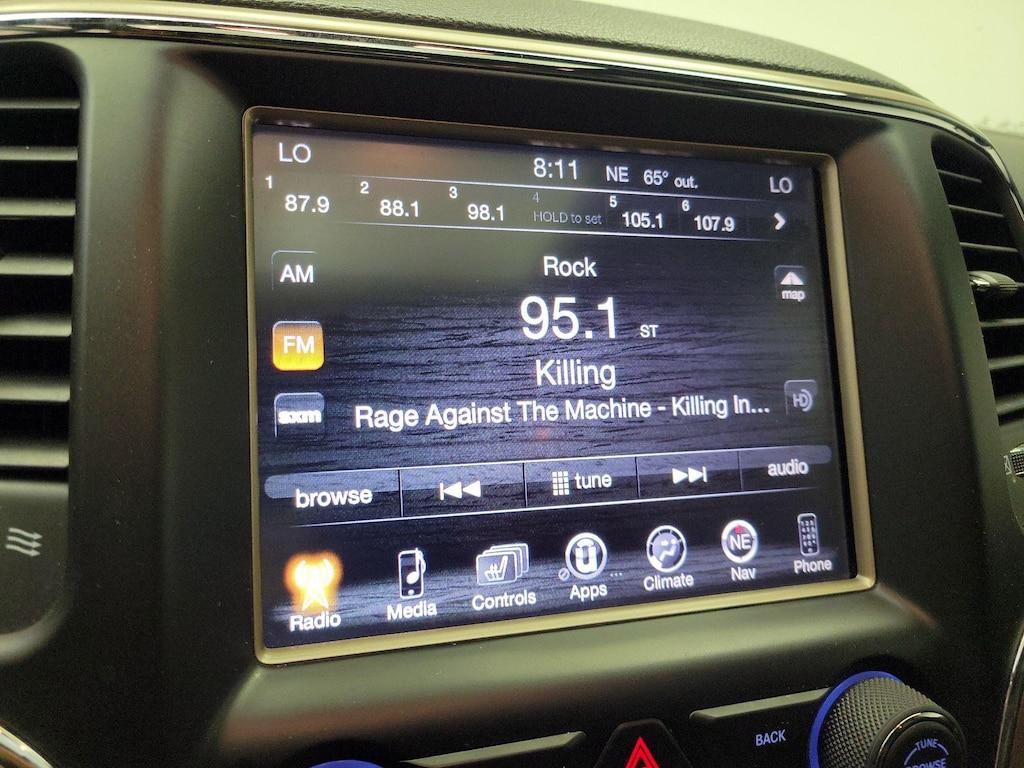 LO 8:11 NE 65° out. LO
1 87.9 2 88.1 3 98.1 4 HOLD to set 5 105.1 6 107.9
AM Rock map
95.1 ST
FM
Killing
sxm Rage Against The Machine - Killing In... HD
browse tune audio
Radio Media Controls Apps ... Climate NE Nav Phone
BACK
TUNE
BROWSE